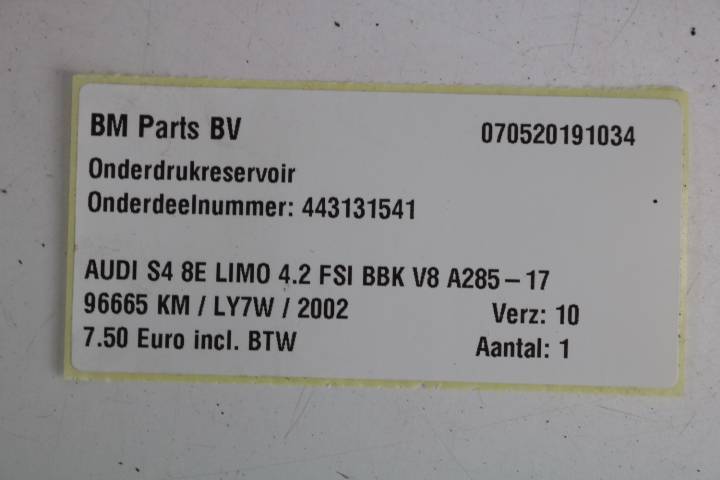 BM Parts BV 070520191034
Onderdrukreservoir
Onderdeelnummer: 443131541
AUDI S4 8E LIMO 4.2 FSI BBK V8 A285-17
96665 KM / LY7W / 2002 Verz: 10
7.50 Euro incl. BTW Aantal: 1